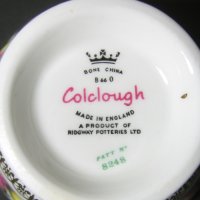 BONE CHINA
Colclough
MADE IN ENGLAND
A PRODUCT OF
RIDGWAY POTTERIES LTD
PATT Nº
8248